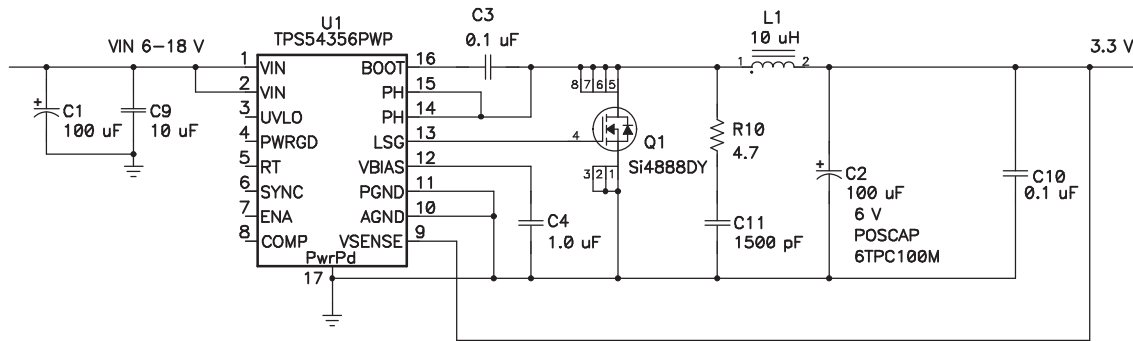 VIN 6–18 V
U1
TPS54356PWP
C3
0.1 uF
L1
10 uH
3.3 V
1 VIN
2 VIN
3 UVLO
4 PWRGD
5 RT
6 SYNC
7 ENA
8 COMP
BOOT 16
PH 15
PH 14
LSG 13
VBIAS 12
PGND 11
AGND 10
VSENSE 9
PwrPd
17
+ C1
100 uF
C9
10 uF
8 7 6 5
4
3 2 1
Q1
Si4888DY
C4
1.0 uF
1 2
R10
4.7
C11
1500 pF
+ C2
100 uF
6 V
POSCAP
6TPC100M
C10
0.1 uF